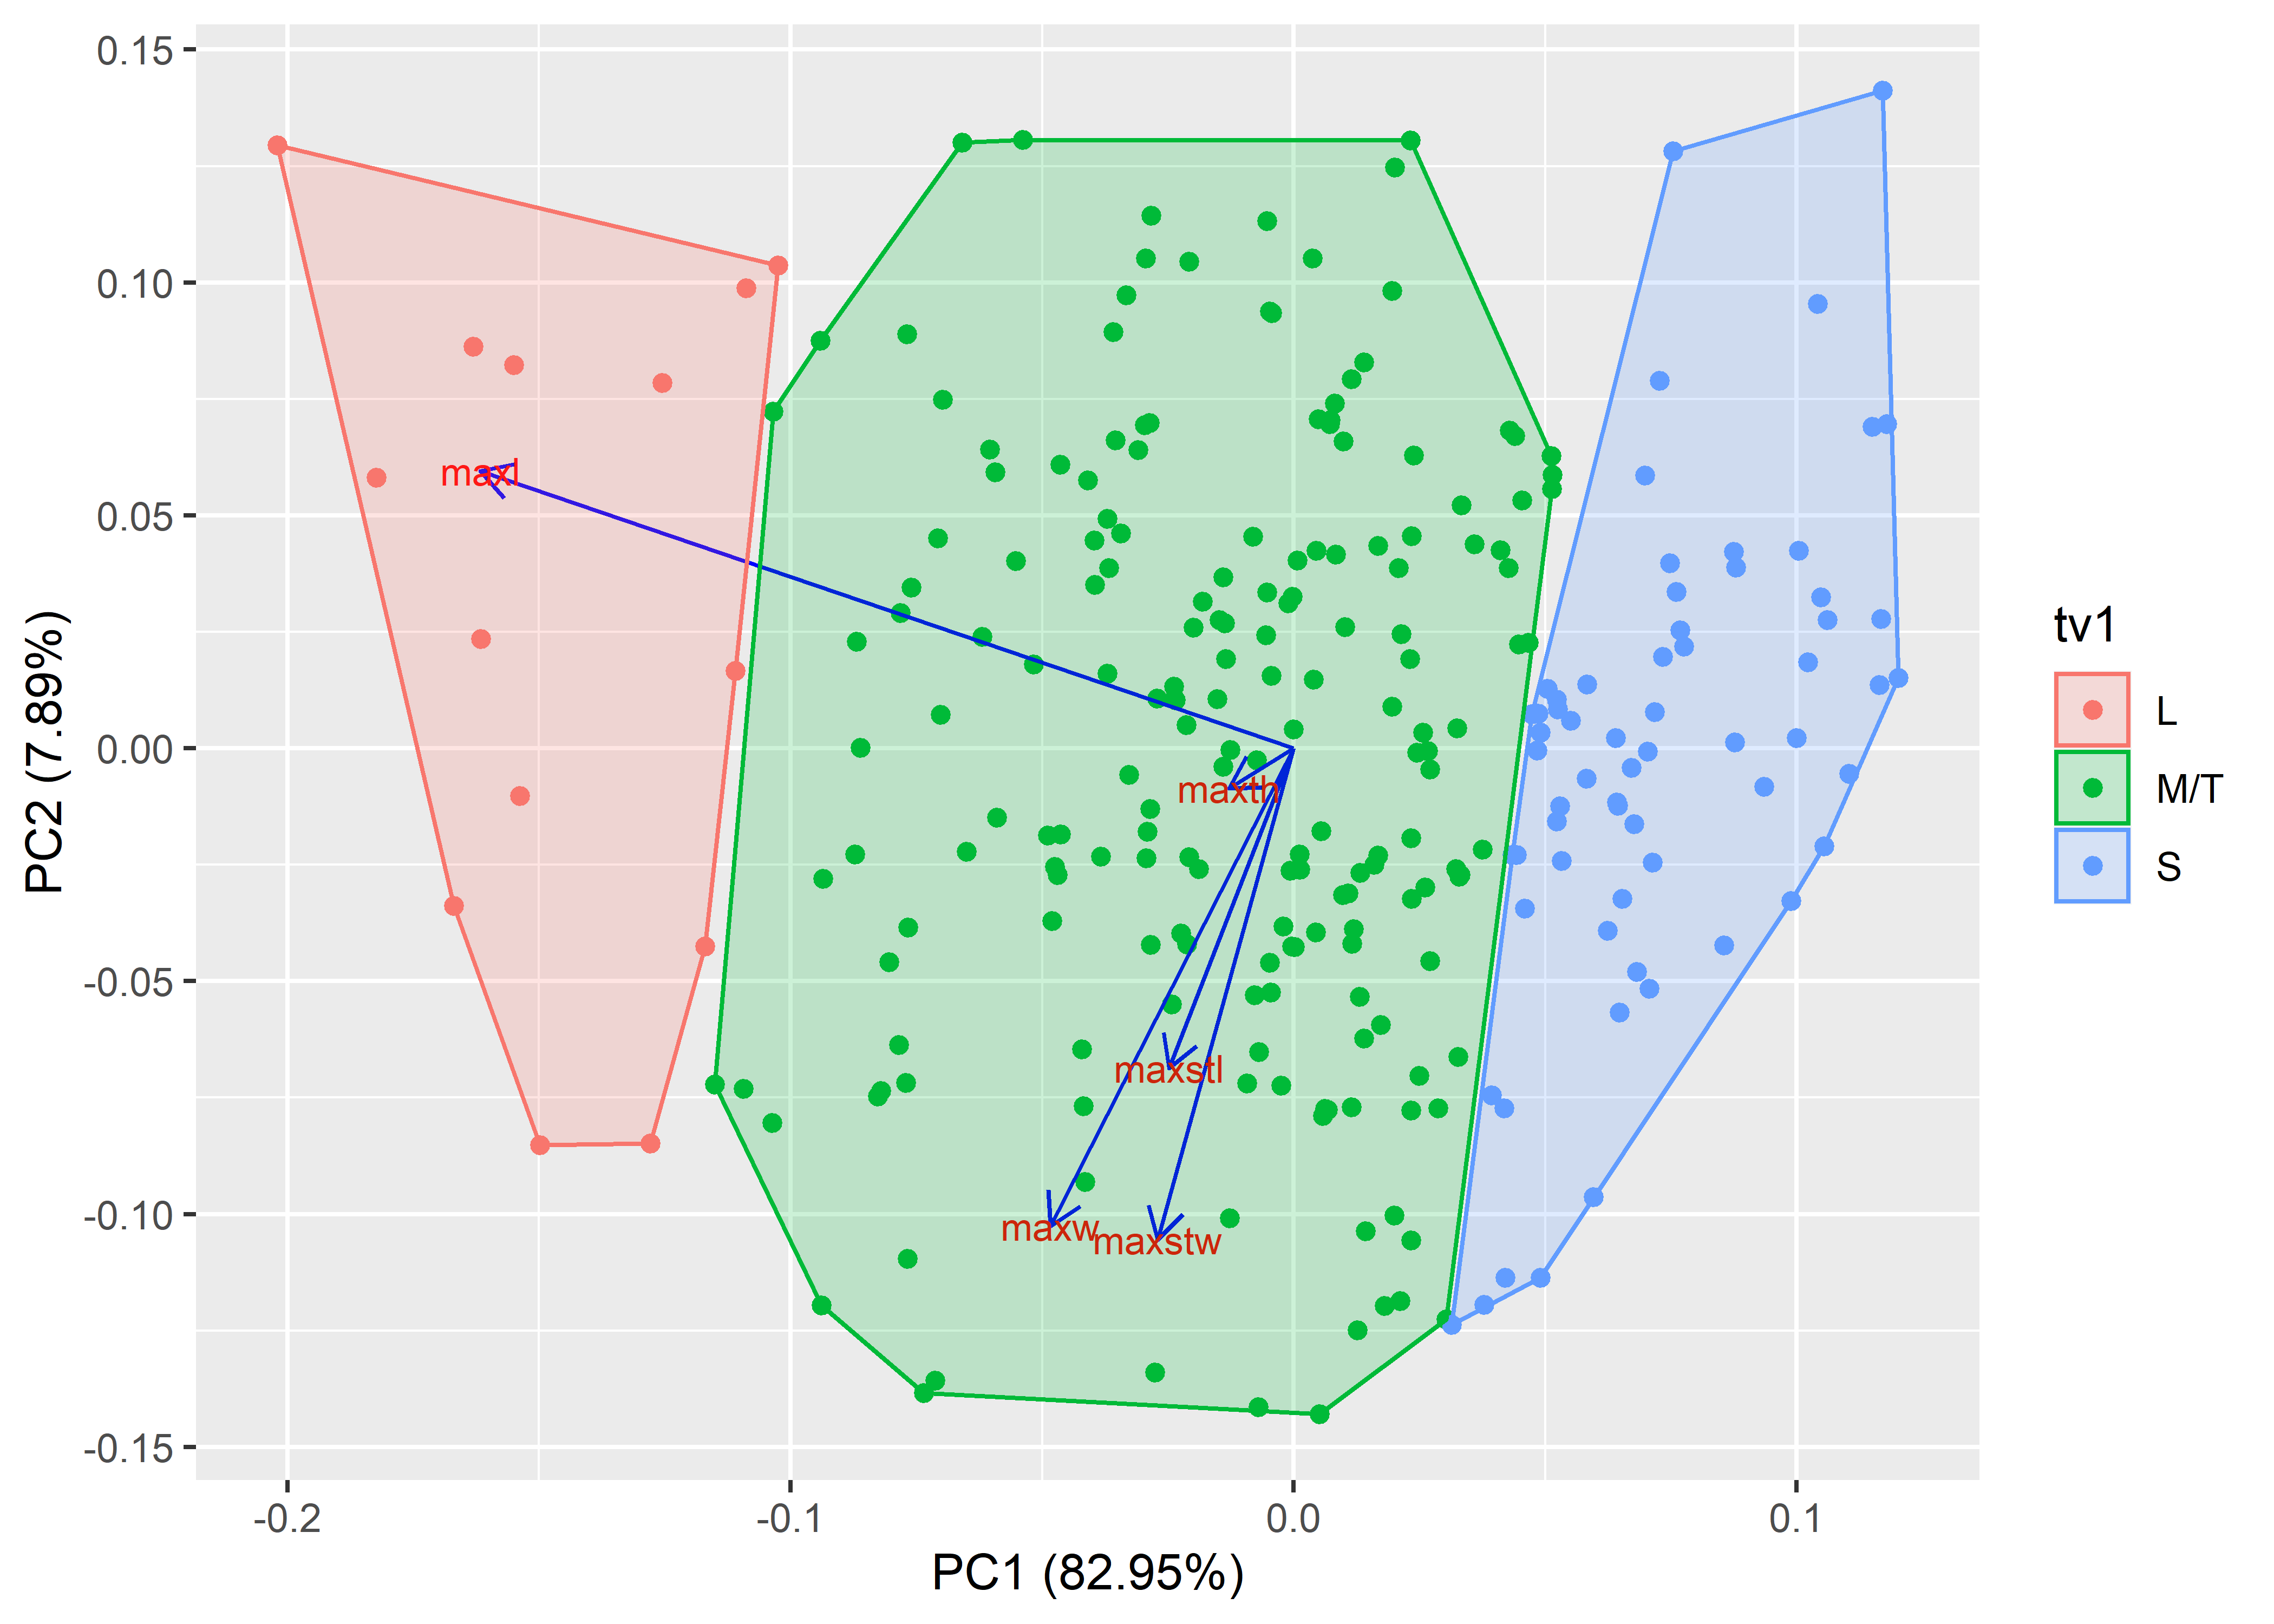 0.15
0.10
0.05
0.00
-0.05
-0.10
-0.15
PC2 (7.89%)
maxl
maxth
maxstl
maxw
maxstw
-0.2
-0.1
0.0
0.1
PC1 (82.95%)
tv1
L
M/T
S